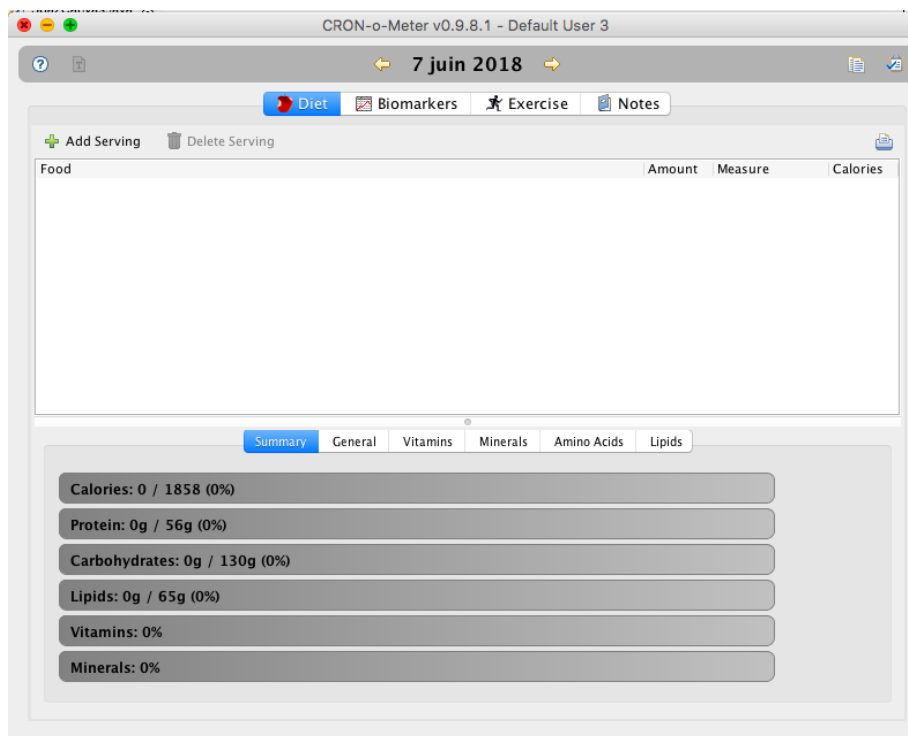 CRON-o-Meter v0.9.8.1 - Default User 3
7 juin 2018
Diet Biomarkers Exercise Notes
Add Serving Delete Serving
Food Amount Measure Calories
Summary General Vitamins Minerals Amino Acids Lipids
Calories: 0 / 1858 (0%)
Protein: 0g / 56g (0%)
Carbohydrates: 0g / 130g (0%)
Lipids: 0g / 65g (0%)
Vitamins: 0%
Minerals: 0%